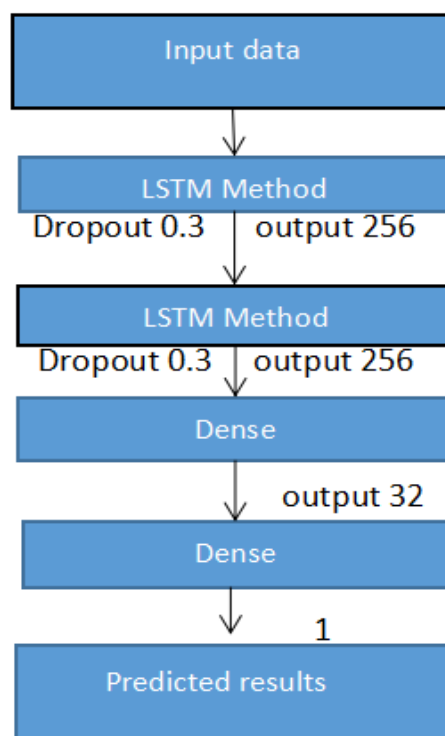 Input data
LSTM Method
Dropout 0.3 output 256
LSTM Method
Dropout 0.3 output 256
Dense
output 32
Dense
1
Predicted results